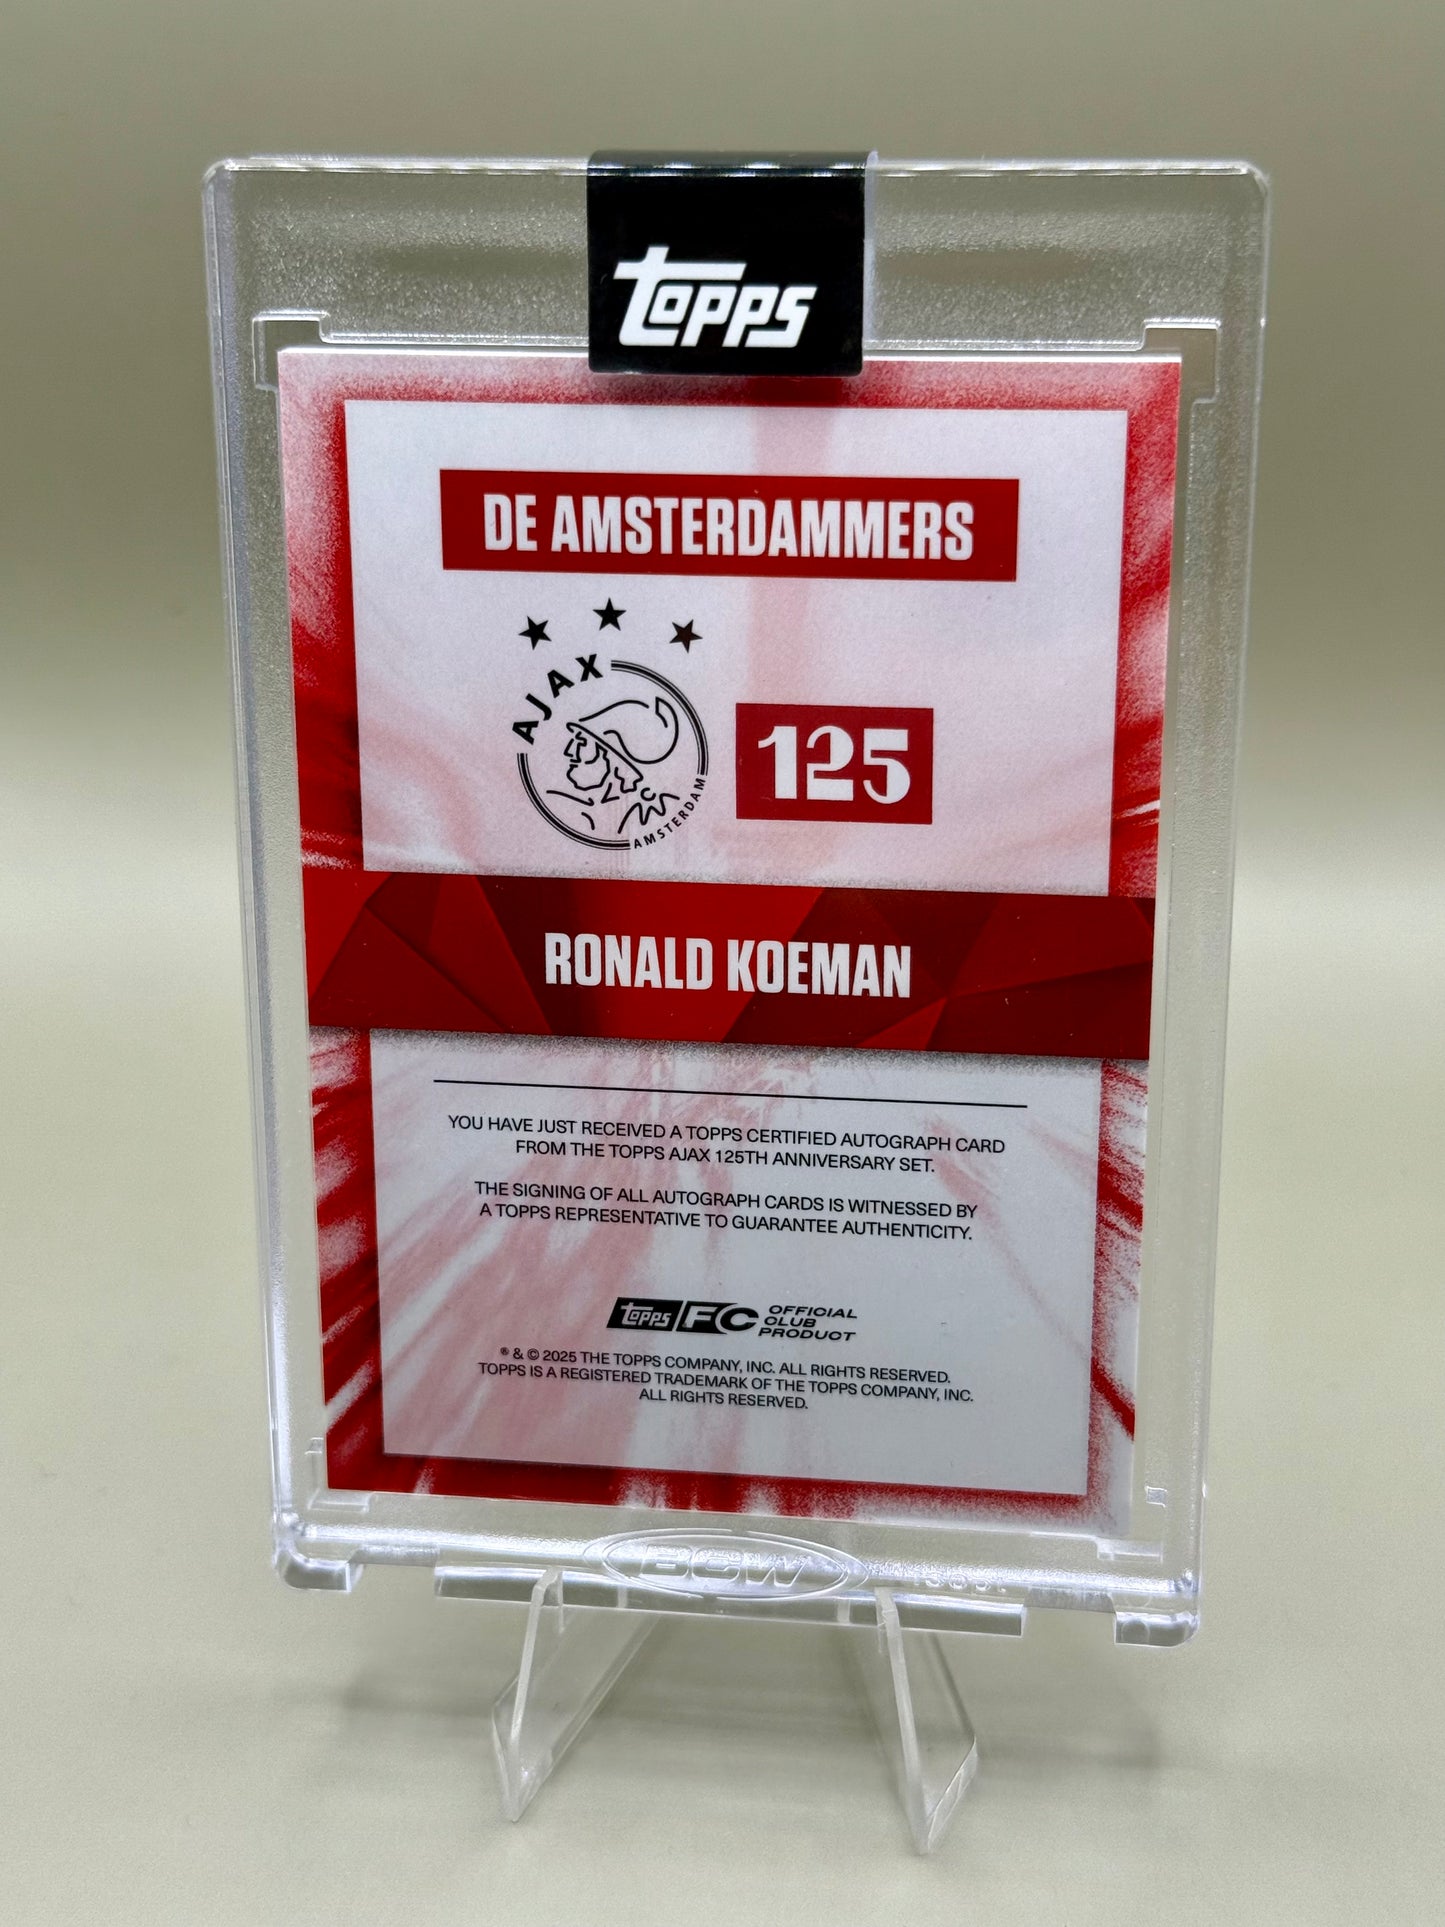 Topps
DE AMSTERDAMMERS
AJAX
AMSTERDAM
125
RONALD KOEMAN
YOU HAVE JUST RECEIVED A TOPPS CERTIFIED AUTOGRAPH CARD
FROM THE TOPPS AJAX 125TH ANNIVERSARY SET.
THE SIGNING OF ALL AUTOGRAPH CARDS IS WITNESSED BY
A TOPPS REPRESENTATIVE TO GUARANTEE AUTHENTICITY.
Topps FC OFFICIAL
CLUB
PRODUCT
® & © 2025 THE TOPPS COMPANY, INC. ALL RIGHTS RESERVED.
TOPPS IS A REGISTERED TRADEMARK OF THE TOPPS COMPANY, INC.
ALL RIGHTS RESERVED.
BCW